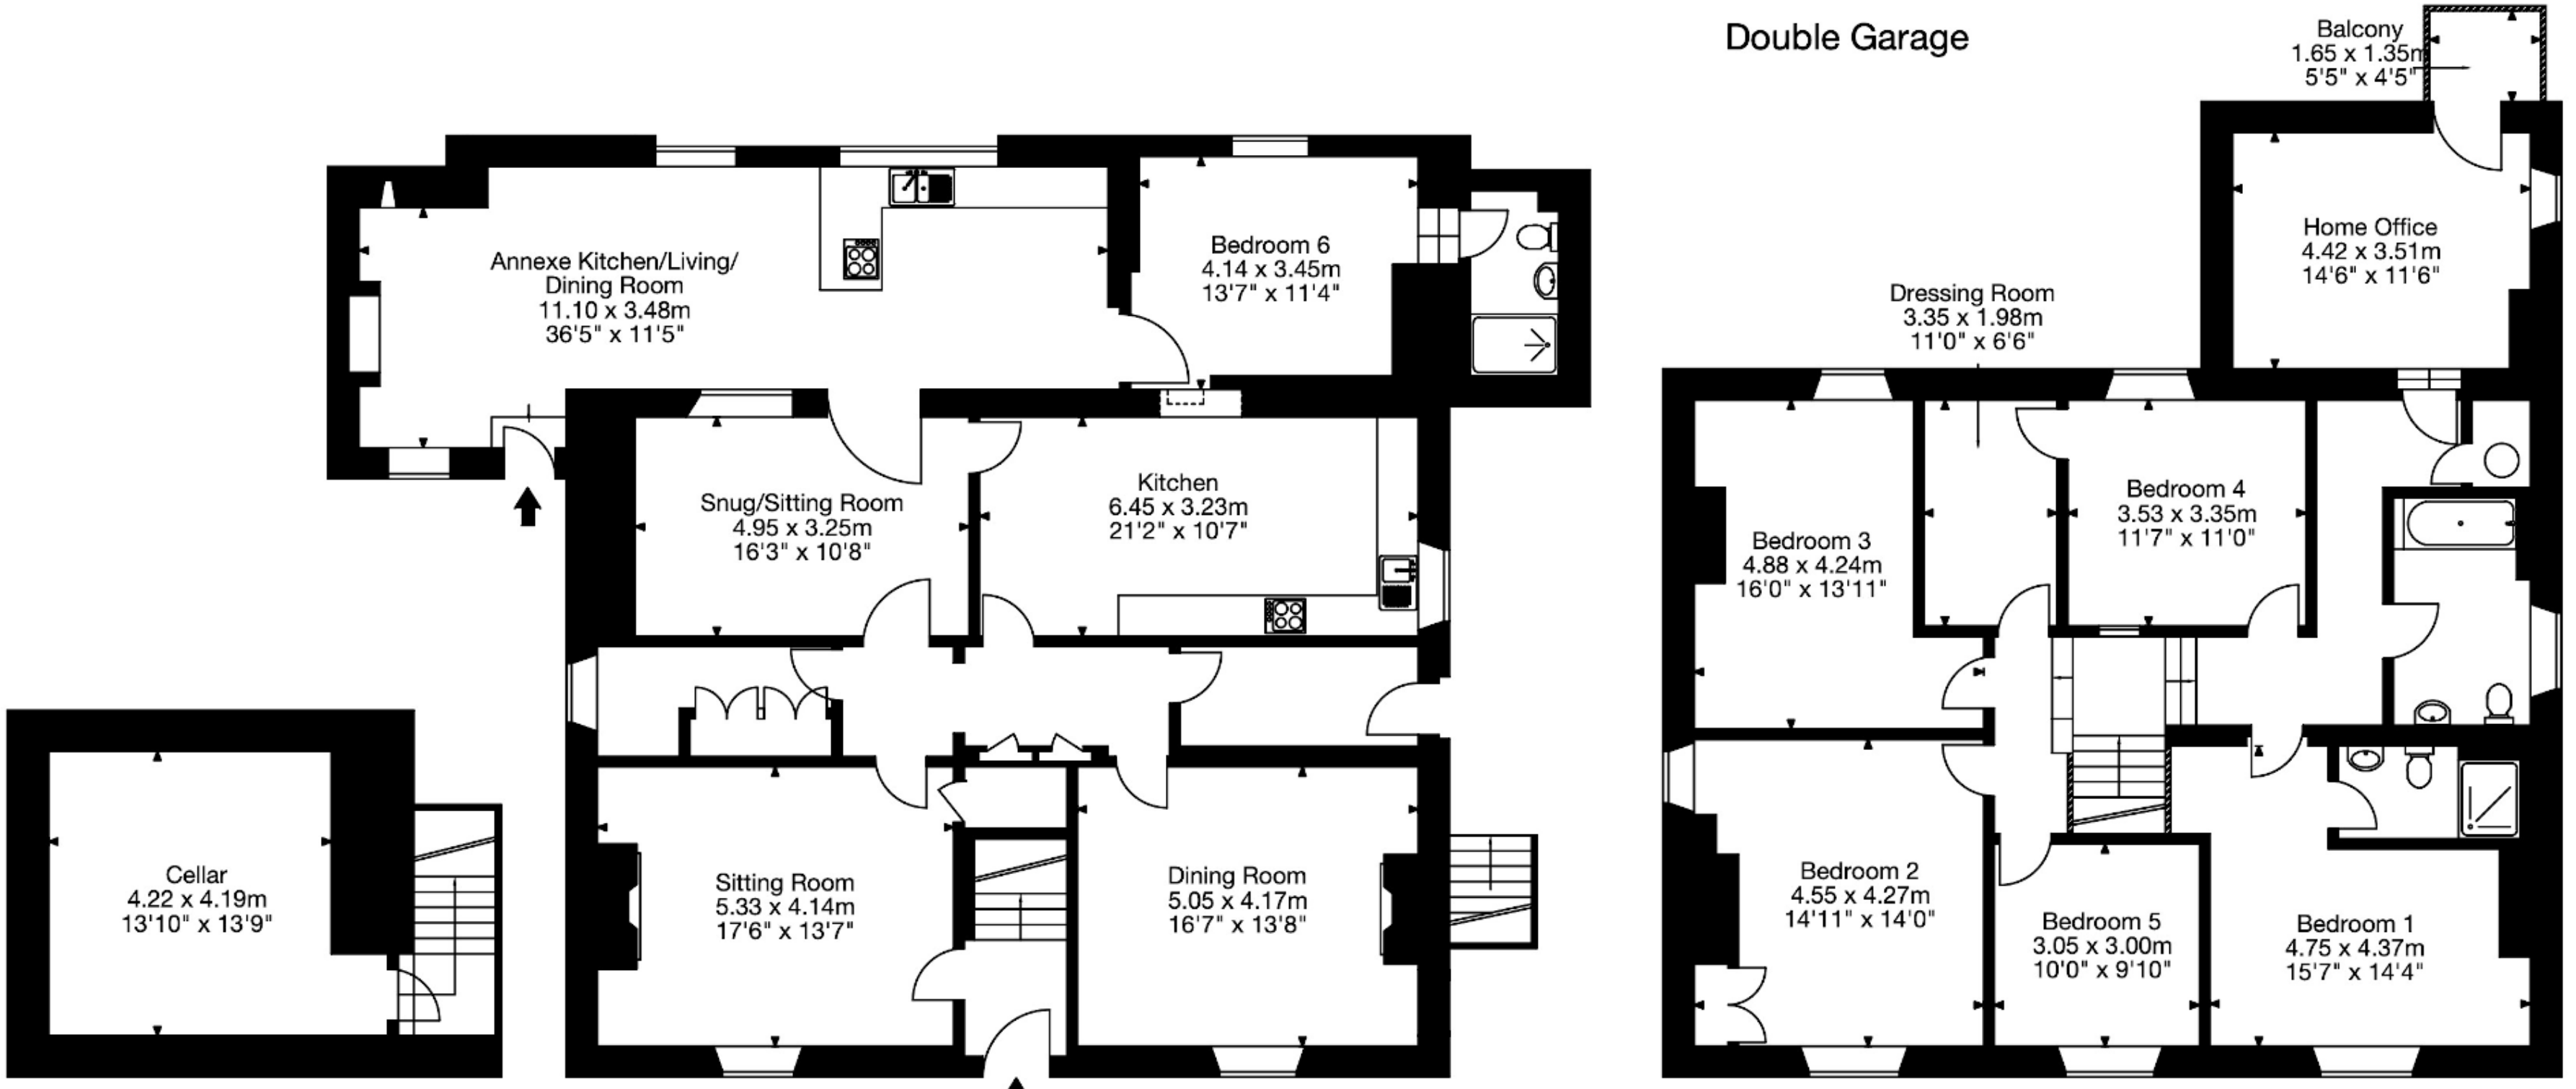 Double Garage
Balcony
1.65 x 1.35m
5'5" x 4'5"
Annexe Kitchen/Living/
Dining Room
11.10 x 3.48m
36'5" x 11'5"
Bedroom 6
4.14 x 3.45m
13'7" x 11'4"
Home Office
4.42 x 3.51m
14'6" x 11'6"
Dressing Room
3.35 x 1.98m
11'0" x 6'6"
Snug/Sitting Room
4.95 x 3.25m
16'3" x 10'8"
Kitchen
6.45 x 3.23m
21'2" x 10'7"
Bedroom 3
4.88 x 4.24m
16'0" x 13'11"
Bedroom 4
3.53 x 3.35m
11'7" x 11'0"
Cellar
4.22 x 4.19m
13'10" x 13'9"
Sitting Room
5.33 x 4.14m
17'6" x 13'7"
Dining Room
5.05 x 4.17m
16'7" x 13'8"
Bedroom 2
4.55 x 4.27m
14'11" x 14'0"
Bedroom 5
3.05 x 3.00m
10'0" x 9'10"
Bedroom 1
4.75 x 4.37m
15'7" x 14'4"